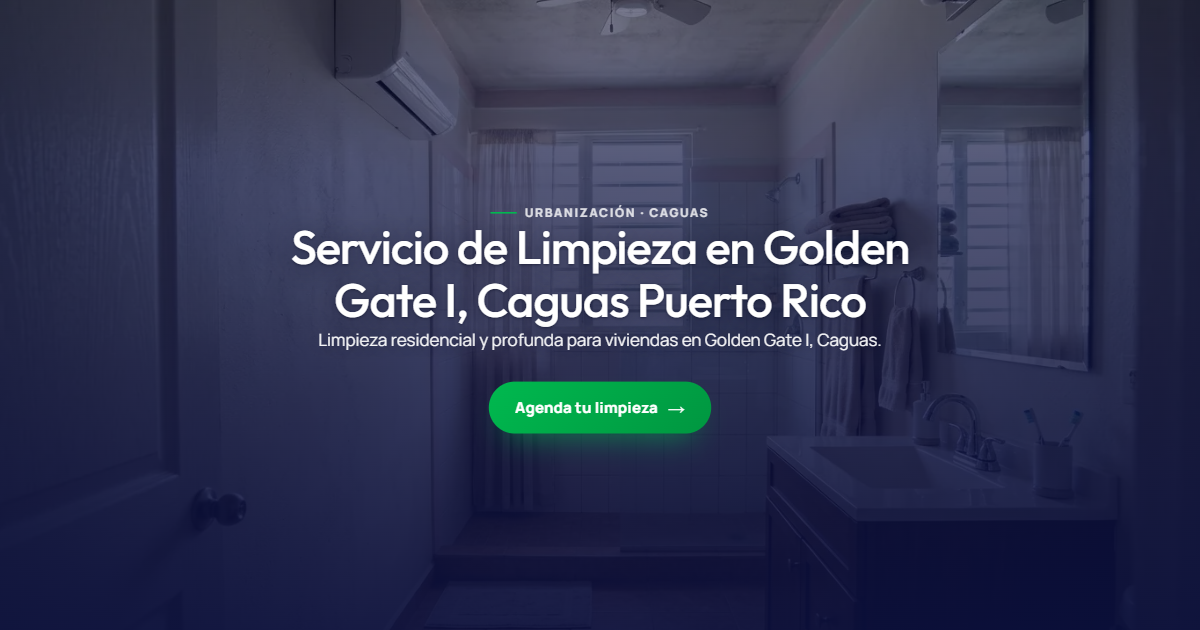 URBANIZACIÓN · CAGUAS
Servicio de Limpieza en Golden
Gate I, Caguas Puerto Rico
Limpieza residencial y profunda para viviendas en Golden Gate I, Caguas.
Agenda tu limpieza →